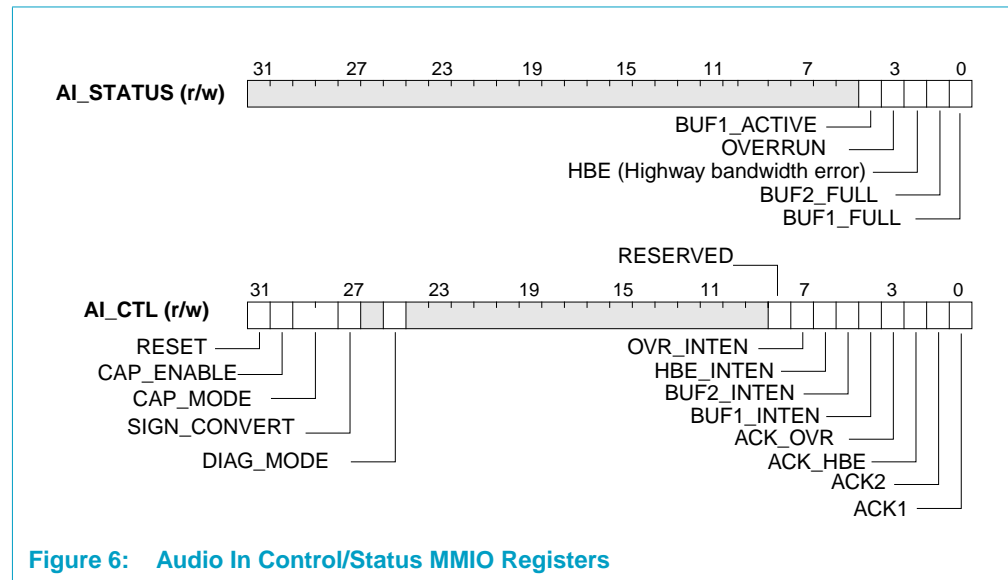 31 27 23 19 15 11 7 3 0
AI_STATUS (r/w)
BUF1_ACTIVE
OVERRUN
HBE (Highway bandwidth error)
BUF2_FULL
BUF1_FULL
RESERVED
31 27 23 19 15 11 7 3 0
AI_CTL (r/w)
RESET OVR_INTEN
CAP_ENABLE HBE_INTEN
CAP_MODE BUF2_INTEN
SIGN_CONVERT BUF1_INTEN
ACK_OVR
DIAG_MODE ACK_HBE
ACK2
ACK1
Figure 6: Audio In Control/Status MMIO Registers